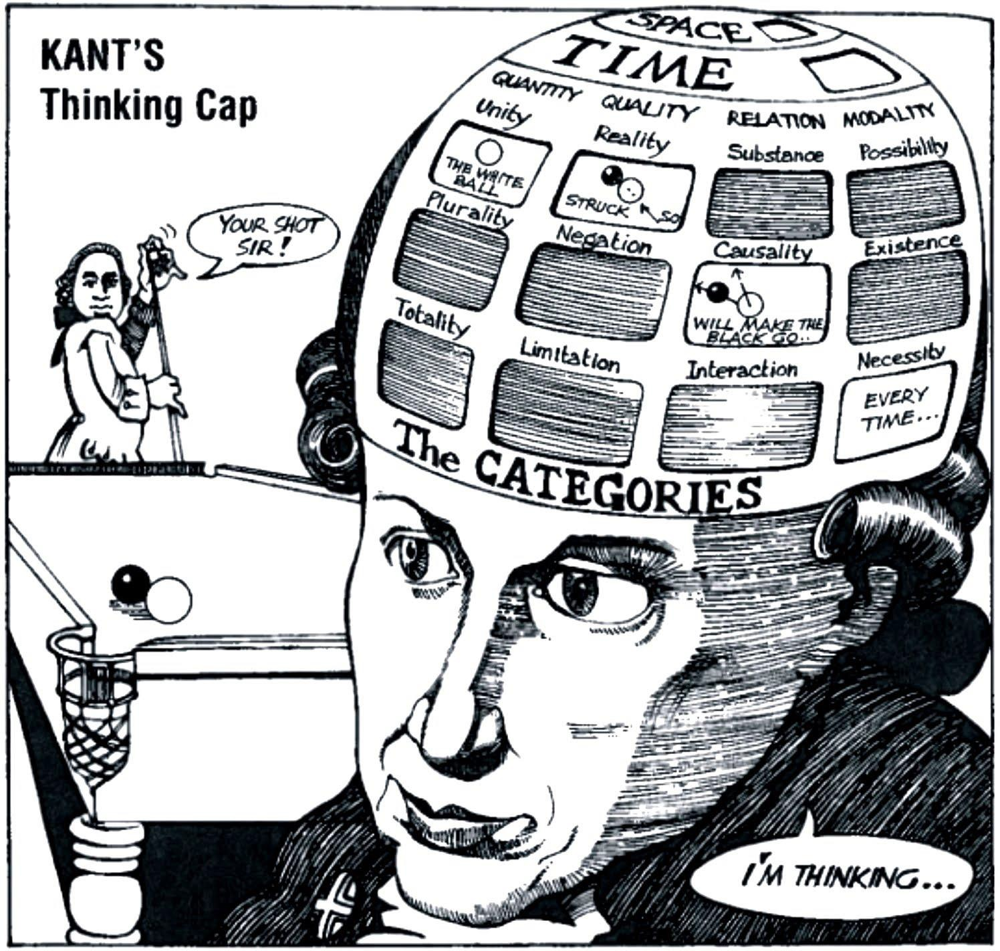 KANT'S
Thinking Cap
YOUR SHOT
SIR!
SPACE
TIME
QUANTITY QUALITY RELATION MODALITY
Unity Reality Substance Possibility
THE WHITE
BALL
STRUCK SO
Plurality Negation Causality Existence
WILL MAKE THE
BLACK GO..
Totality Limitation Interaction Necessity
EVERY
TIME...
The CATEGORIES
I'M THINKING...